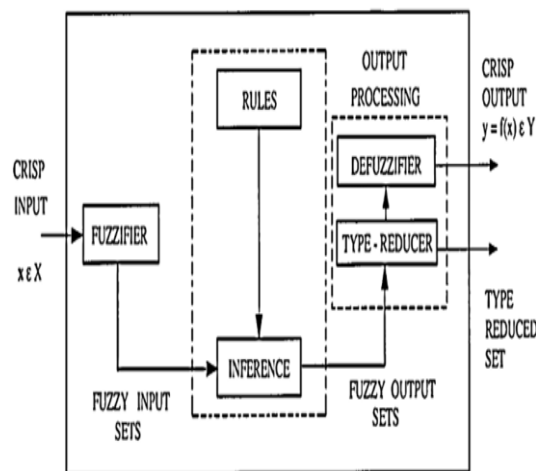 CRISP
INPUT
x ε X
FUZZIFIER
FUZZY INPUT
SETS
RULES
INFERENCE
OUTPUT
PROCESSING
DEFUZZIFIER
TYPE - REDUCER
FUZZY OUTPUT
SETS
CRISP
OUTPUT
y = f(x) ε Y
TYPE
REDUCED
SET